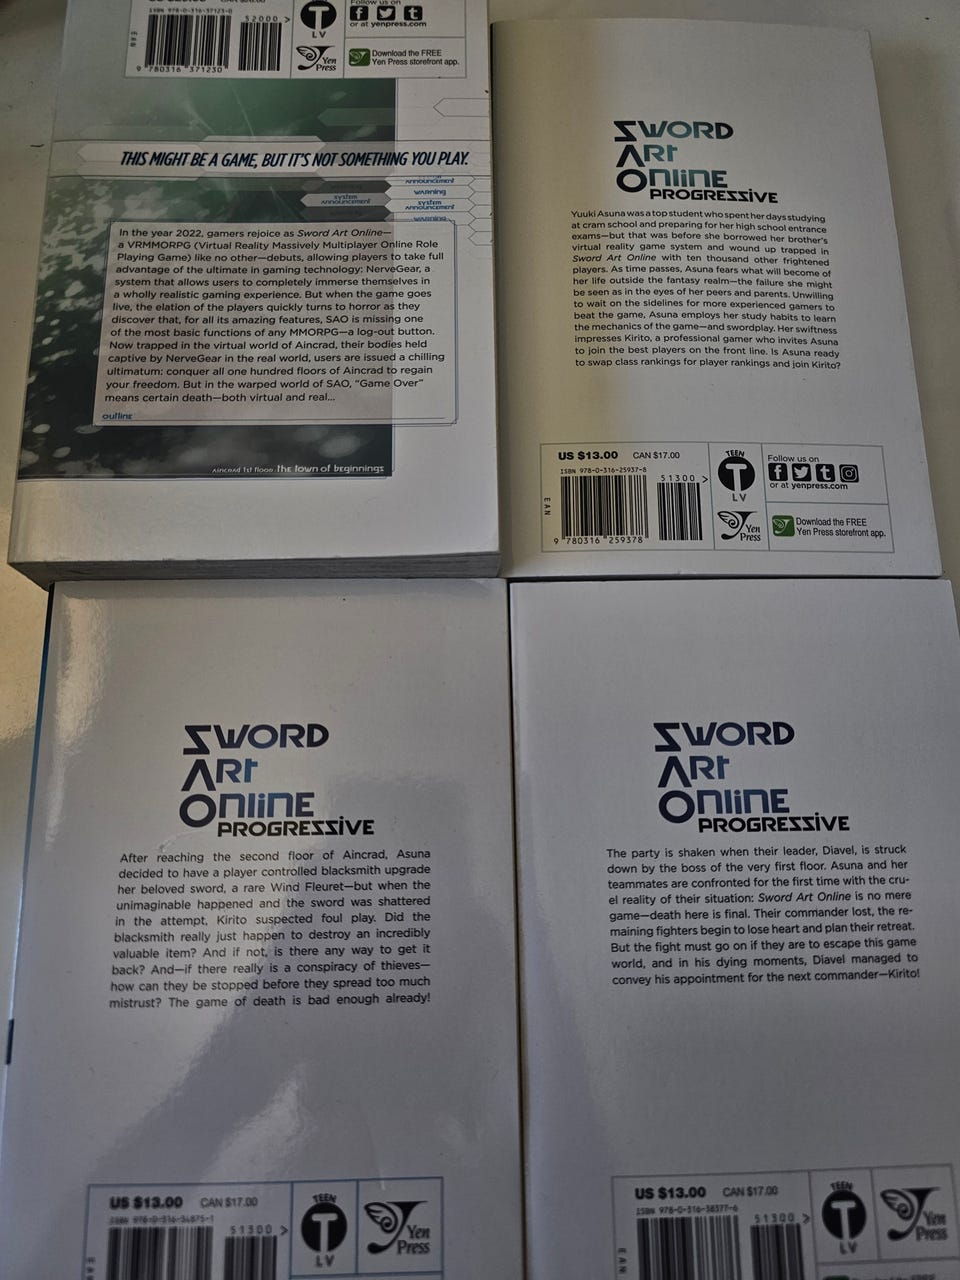 52000 >
EAN
9 780316 371230
TEEN
T
LV
Yen
Press
Follow us on
or at yenpress.com
Download the FREE
Yen Press storefront app.
THIS MIGHT BE A GAME, BUT IT'S NOT SOMETHING YOU PLAY.
SYSTEM
ANNOUNCEMENT
ANNOUNCEMENT
WARNING
SYSTEM
ANNOUNCEMENT
WARNING
In the year 2022, gamers rejoice as Sword Art Online—
a VRMMORPG (Virtual Reality Massively Multiplayer Online Role
Playing Game) like no other—debuts, allowing players to take full
advantage of the ultimate in gaming technology: NerveGear, a
system that allows users to completely immerse themselves in
a wholly realistic gaming experience. But when the game goes
live, the elation of the players quickly turns to horror as they
discover that, for all its amazing features, SAO is missing one
of the most basic functions of any MMORPG—a log-out button.
Now trapped in the virtual world of Aincrad, their bodies held
captive by NerveGear in the real world, users are issued a chilling
ultimatum: conquer all one hundred floors of Aincrad to regain
your freedom. But in the warped world of SAO, "Game Over"
means certain death—both virtual and real...
outline
Aincrad 1st floor The town of beginnings
SWORD
ART
ONLINE
PROGRESSIVE
Yuuki Asuna was a top student who spent her days studying
at cram school and preparing for her high school entrance
exams—but that was before she borrowed her brother's
virtual reality game system and wound up trapped in
Sword Art Online with ten thousand other frightened
players. As time passes, Asuna fears what will become of
her life outside the fantasy realm—the failure she might
be seen as in the eyes of her peers and parents. Unwilling
to wait on the sidelines for more experienced gamers to
beat the game, Asuna employs her study habits to learn
the mechanics of the game—and swordplay. Her swiftness
impresses Kirito, a professional gamer who invites Asuna
to join the best players on the front line. Is Asuna ready
to swap class rankings for player rankings and join Kirito?
US $13.00 CAN $17.00
ISBN 978-0-316-25937-8
51300 >
EAN
9 780316 259378
TEEN
T
LV
Yen
Press
Follow us on
or at yenpress.com
Download the FREE
Yen Press storefront app.
SWORD
ART
ONLINE
PROGRESSIVE
After reaching the second floor of Aincrad, Asuna
decided to have a player controlled blacksmith upgrade
her beloved sword, a rare Wind Fleuret—but when the
unimaginable happened and the sword was shattered
in the attempt, Kirito suspected foul play. Did the
blacksmith really just happen to destroy an incredibly
valuable item? And if not, is there any way to get it
back? And—if there really is a conspiracy of thieves—
how can they be stopped before they spread too much
mistrust? The game of death is bad enough already!
US $13.00 CAN $17.00
ISBN 978-0-316-34875-1
51300 >
TEEN
T
LV
Yen
Press
SWORD
ART
ONLINE
PROGRESSIVE
The party is shaken when their leader, Diavel, is struck
down by the boss of the very first floor. Asuna and her
teammates are confronted for the first time with the cru-
el reality of their situation: Sword Art Online is no mere
game—death here is final. Their commander lost, the re-
maining fighters begin to lose heart and plan their retreat.
But the fight must go on if they are to escape this game
world, and in his dying moments, Diavel managed to
convey his appointment for the next commander—Kirito!
US $13.00 CAN $17.00
ISBN 978-0-316-38377-6
51300 >
EAN
TEEN
T
LV
Yen
Press